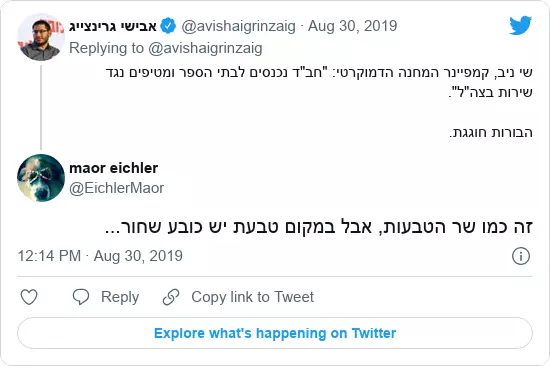 אבישי גרינצייג @avishaigrinzaig · Aug 30, 2019
Replying to @avishaigrinzaig
שי ניב, קמפיינר המחנה הדמוקרטי: "חב"ד נכנסים לבתי הספר ומטיפים נגד
שירות בצה"ל".
הבורות חוגגת.
maor eichler
@EichlerMaor
זה כמו שר הטבעות, אבל במקום טבעת יש כובע שחור...
12:14 PM · Aug 30, 2019
Reply
Copy link to Tweet
Explore what's happening on Twitter